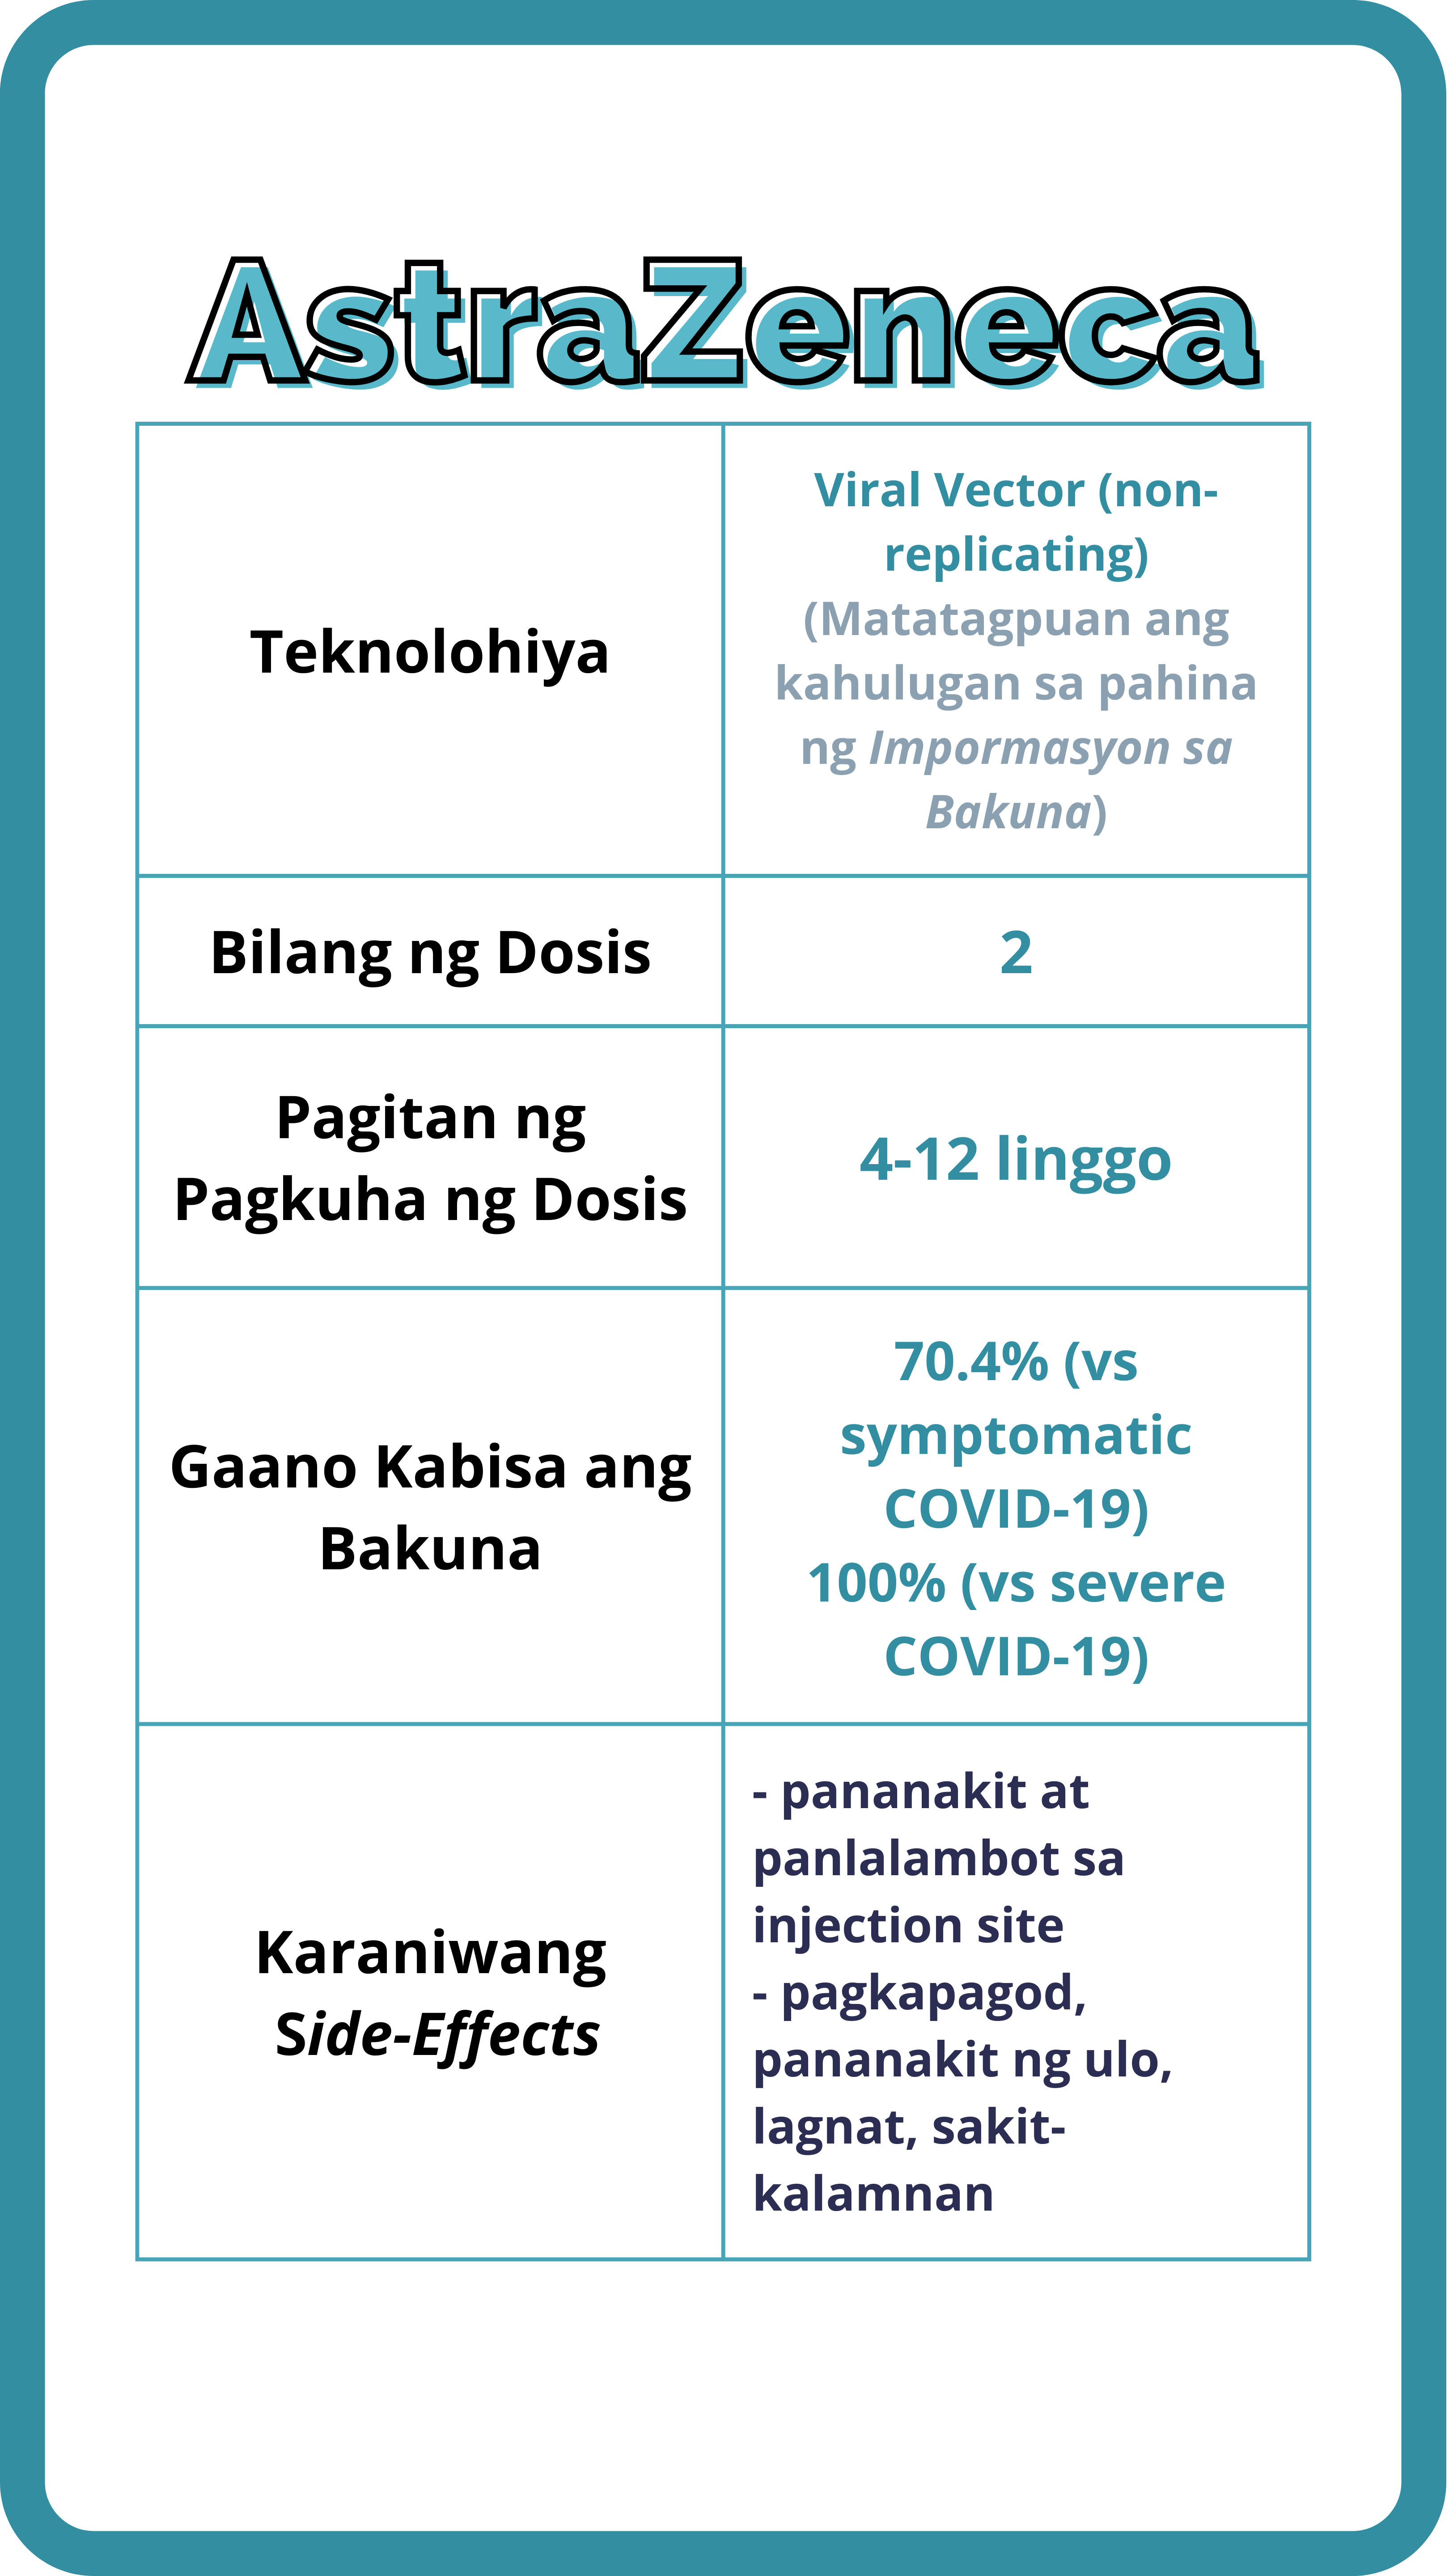 AstraZeneca
Teknolohiya
Viral Vector (non-
replicating)
(Matatagpuan ang
kahulugan sa pahina
ng Impormasyon sa
Bakuna)
Bilang ng Dosis
2
Pagitan ng
Pagkuha ng Dosis
4-12 linggo
Gaano Kabisa ang
Bakuna
70.4% (vs
symptomatic
COVID-19)
100% (vs severe
COVID-19)
Karaniwang
Side-Effects
- pananakit at
panlalambot sa
injection site
- pagkapagod,
pananakit ng ulo,
lagnat, sakit-
kalamnan